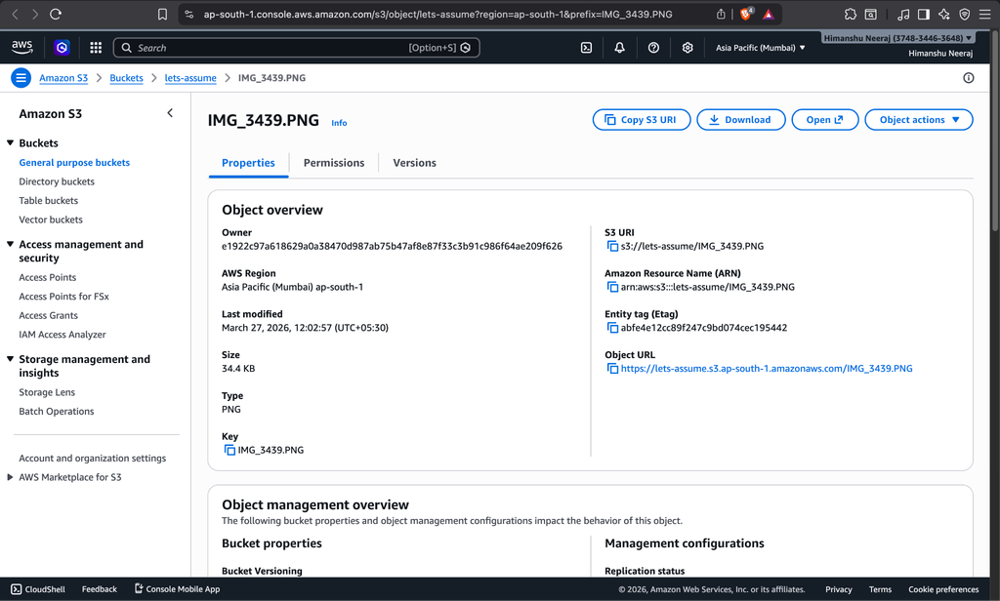 ap-south-1.console.aws.amazon.com/s3/object/lets-assume?region=ap-south-1&prefix=IMG_3439.PNG
4
aws
Search
[Option+S]
Asia Pacific (Mumbai) ▼
Himanshu Neeraj (3748-3446-3648) ▼
Himanshu Neeraj
Amazon S3 > Buckets > lets-assume > IMG_3439.PNG
Amazon S3
Buckets
General purpose buckets
Directory buckets
Table buckets
Vector buckets
Access management and
security
Access Points
Access Points for FSx
Access Grants
IAM Access Analyzer
Storage management and
insights
Storage Lens
Batch Operations
Account and organization settings
AWS Marketplace for S3
IMG_3439.PNG
Info
Copy S3 URI
Download
Open
Object actions ▼
Properties
Permissions
Versions
Object overview
Owner
e1922c97a618629a0a38470d987ab75b47af8e87f33c3b91c986f64ae209f626
AWS Region
Asia Pacific (Mumbai) ap-south-1
Last modified
March 27, 2026, 12:02:57 (UTC+05:30)
Size
34.4 KB
Type
PNG
Key
IMG_3439.PNG
S3 URI
s3://lets-assume/IMG_3439.PNG
Amazon Resource Name (ARN)
arn:aws:s3:::lets-assume/IMG_3439.PNG
Entity tag (Etag)
abfe4e12cc89f247c9bd074cec195442
Object URL
https://lets-assume.s3.ap-south-1.amazonaws.com/IMG_3439.PNG
Object management overview
The following bucket properties and object management configurations impact the behavior of this object.
Bucket properties
Bucket Versioning
Management configurations
Replication status
CloudShell
Feedback
Console Mobile App
© 2026, Amazon Web Services, Inc. or its affiliates.
Privacy
Terms
Cookie preferences